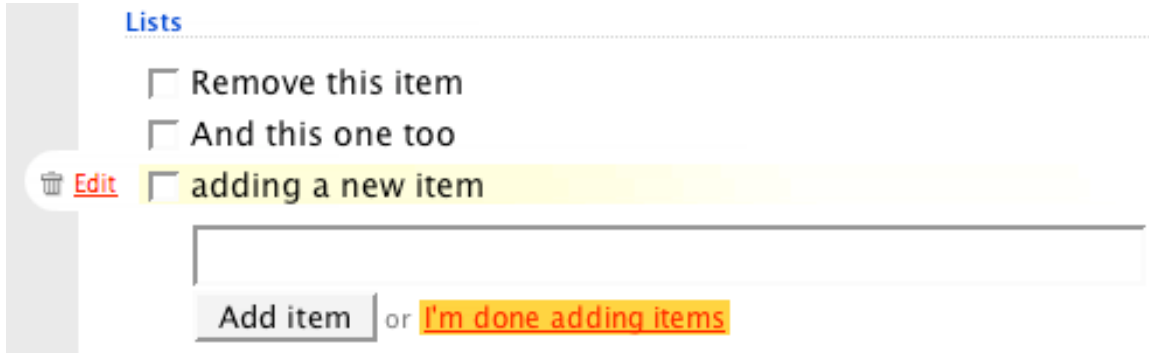 Lists
Remove this item
And this one too
Edit adding a new item
Add item or I'm done adding items